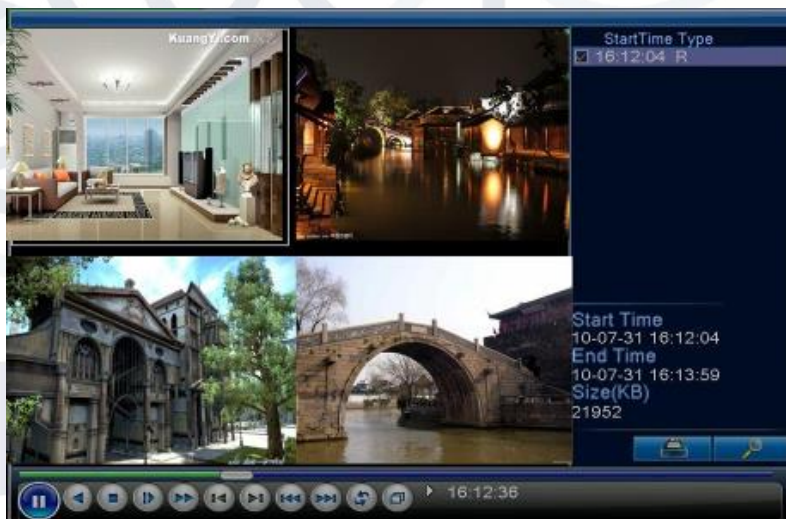 KuangYi.com
StartTime Type
16:12:04 R
Start Time
10-07-31 16:12:04
End Time
10-07-31 16:13:59
Size(KB)
21952
16:12:36